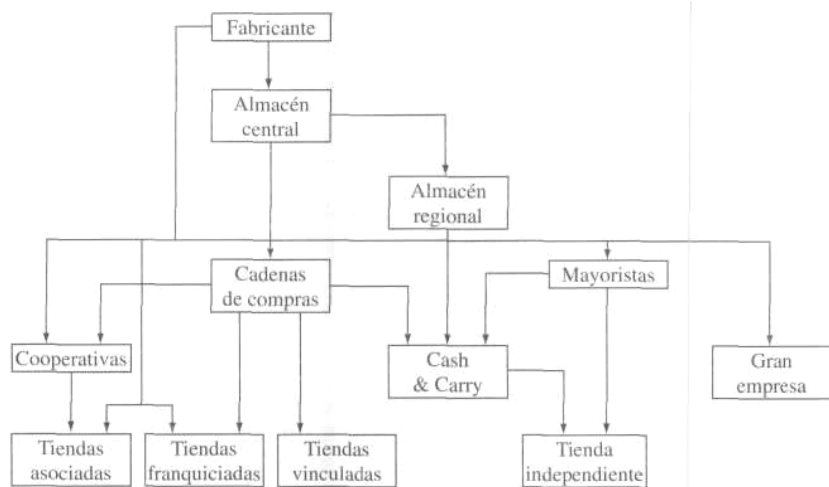 Fabricante
Almacén
central
Almacén
regional
Cadenas
de compras
Mayoristas
Cooperativas
Cash
& Carry
Gran
empresa
Tiendas
asociadas
Tiendas
franquiciadas
Tiendas
vinculadas
Tienda
independiente